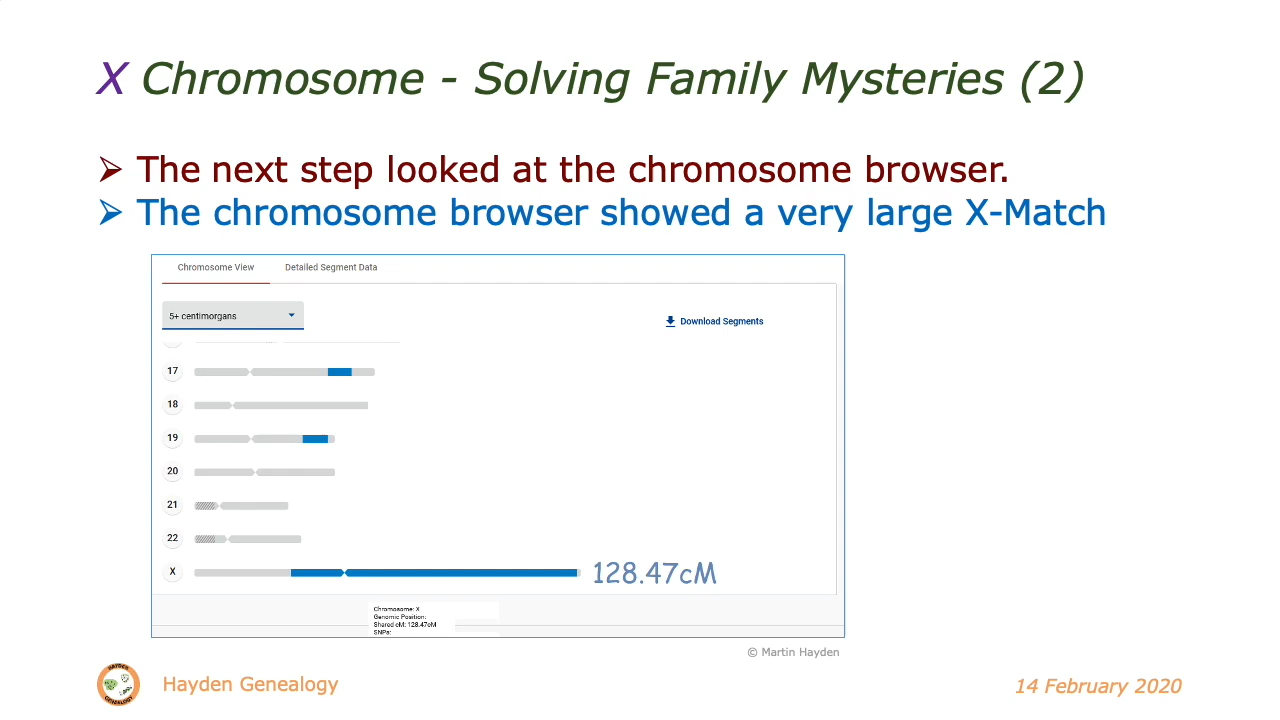 X Chromosome - Solving Family Mysteries (2)
➢ The next step looked at the chromosome browser.
➢ The chromosome browser showed a very large X-Match
Chromosome View Detailed Segment Data
5+ centimorgans
Download Segments
17
18
19
20
21
22
X 128.47cM
Chromosome: X
Genomic Position:
Shared cM: 128.47cM
SNPs:
© Martin Hayden
HAYDEN
GENEALOGY
Hayden Genealogy
14 February 2020